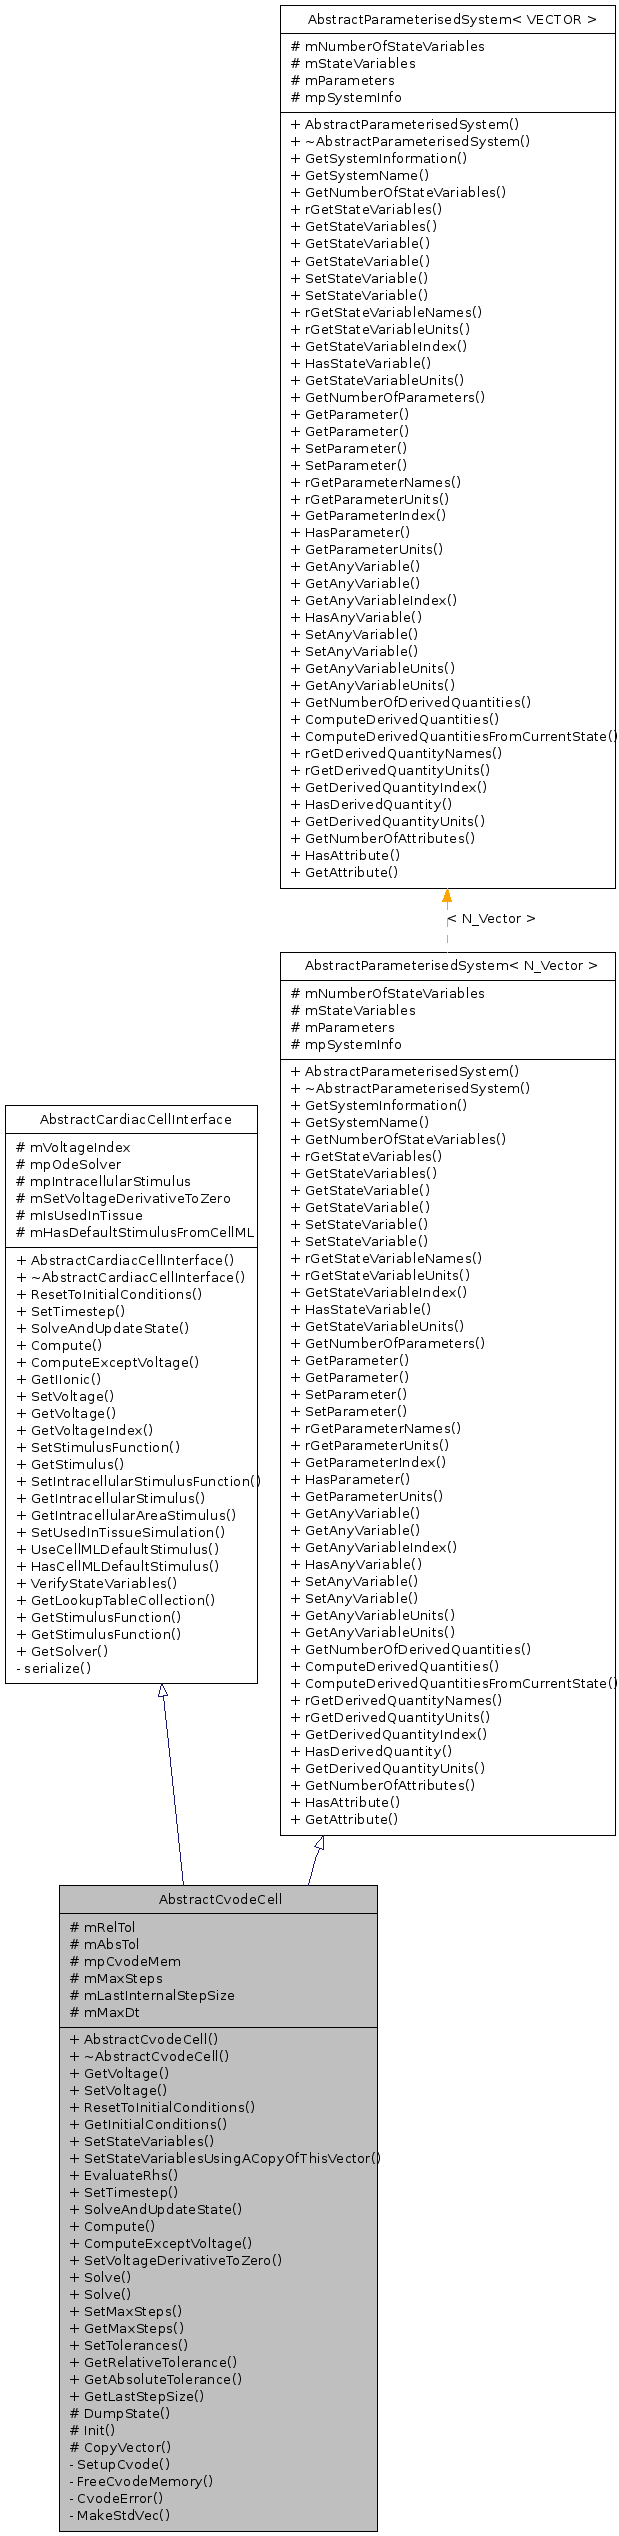 AbstractParameterisedSystem< VECTOR >
# mNumberOfStateVariables
# mStateVariables
# mParameters
# mpSystemInfo
+ AbstractParameterisedSystem()
+ ~AbstractParameterisedSystem()
+ GetSystemInformation()
+ GetSystemName()
+ GetNumberOfStateVariables()
+ rGetStateVariables()
+ GetStateVariables()
+ GetStateVariable()
+ GetStateVariable()
+ SetStateVariable()
+ SetStateVariable()
+ rGetStateVariableNames()
+ rGetStateVariableUnits()
+ GetStateVariableIndex()
+ HasStateVariable()
+ GetStateVariableUnits()
+ GetNumberOfParameters()
+ GetParameter()
+ GetParameter()
+ SetParameter()
+ SetParameter()
+ rGetParameterNames()
+ rGetParameterUnits()
+ GetParameterIndex()
+ HasParameter()
+ GetParameterUnits()
+ GetAnyVariable()
+ GetAnyVariable()
+ GetAnyVariableIndex()
+ HasAnyVariable()
+ SetAnyVariable()
+ SetAnyVariable()
+ GetAnyVariableUnits()
+ GetAnyVariableUnits()
+ GetNumberOfDerivedQuantities()
+ ComputeDerivedQuantities()
+ ComputeDerivedQuantitiesFromCurrentState()
+ rGetDerivedQuantityNames()
+ rGetDerivedQuantityUnits()
+ GetDerivedQuantityIndex()
+ HasDerivedQuantity()
+ GetDerivedQuantityUnits()
+ GetNumberOfAttributes()
+ HasAttribute()
+ GetAttribute()
< N_Vector >
AbstractParameterisedSystem< N_Vector >
# mNumberOfStateVariables
# mStateVariables
# mParameters
# mpSystemInfo
+ AbstractParameterisedSystem()
+ ~AbstractParameterisedSystem()
+ GetSystemInformation()
+ GetSystemName()
+ GetNumberOfStateVariables()
+ rGetStateVariables()
+ GetStateVariables()
+ GetStateVariable()
+ GetStateVariable()
+ SetStateVariable()
+ SetStateVariable()
+ rGetStateVariableNames()
+ rGetStateVariableUnits()
+ GetStateVariableIndex()
+ HasStateVariable()
+ GetStateVariableUnits()
+ GetNumberOfParameters()
+ GetParameter()
+ GetParameter()
+ SetParameter()
+ SetParameter()
+ rGetParameterNames()
+ rGetParameterUnits()
+ GetParameterIndex()
+ HasParameter()
+ GetParameterUnits()
+ GetAnyVariable()
+ GetAnyVariable()
+ GetAnyVariableIndex()
+ HasAnyVariable()
+ SetAnyVariable()
+ SetAnyVariable()
+ GetAnyVariableUnits()
+ GetAnyVariableUnits()
+ GetNumberOfDerivedQuantities()
+ ComputeDerivedQuantities()
+ ComputeDerivedQuantitiesFromCurrentState()
+ rGetDerivedQuantityNames()
+ rGetDerivedQuantityUnits()
+ GetDerivedQuantityIndex()
+ HasDerivedQuantity()
+ GetDerivedQuantityUnits()
+ GetNumberOfAttributes()
+ HasAttribute()
+ GetAttribute()
AbstractCardiacCellInterface
# mVoltageIndex
# mpOdeSolver
# mpIntracellularStimulus
# mSetVoltageDerivativeToZero
# mIsUsedInTissue
# mHasDefaultStimulusFromCellML
+ AbstractCardiacCellInterface()
+ ~AbstractCardiacCellInterface()
+ ResetToInitialConditions()
+ SetTimestep()
+ SolveAndUpdateState()
+ Compute()
+ ComputeExceptVoltage()
+ GetIIonic()
+ SetVoltage()
+ GetVoltage()
+ GetVoltageIndex()
+ SetStimulusFunction()
+ GetStimulus()
+ SetIntracellularStimulusFunction()
+ GetIntracellularStimulus()
+ GetIntracellularAreaStimulus()
+ SetUsedInTissueSimulation()
+ UseCellMLDefaultStimulus()
+ HasCellMLDefaultStimulus()
+ VerifyStateVariables()
+ GetLookupTableCollection()
+ GetStimulusFunction()
+ GetStimulusFunction()
+ GetSolver()
- serialize()
AbstractCvodeCell
# mRelTol
# mAbsTol
# mpCvodeMem
# mMaxSteps
# mLastInternalStepSize
# mMaxDt
+ AbstractCvodeCell()
+ ~AbstractCvodeCell()
+ GetVoltage()
+ SetVoltage()
+ ResetToInitialConditions()
+ GetInitialConditions()
+ SetStateVariables()
+ SetStateVariablesUsingACopyOfThisVector()
+ EvaluateRhs()
+ SetTimestep()
+ SolveAndUpdateState()
+ Compute()
+ ComputeExceptVoltage()
+ SetVoltageDerivativeToZero()
+ Solve()
+ Solve()
+ SetMaxSteps()
+ GetMaxSteps()
+ SetTolerances()
+ GetRelativeTolerance()
+ GetAbsoluteTolerance()
+ GetLastStepSize()
# DumpState()
# Init()
# CopyVector()
- SetupCvode()
- FreeCvodeMemory()
- CvodeError()
- MakeStdVec()